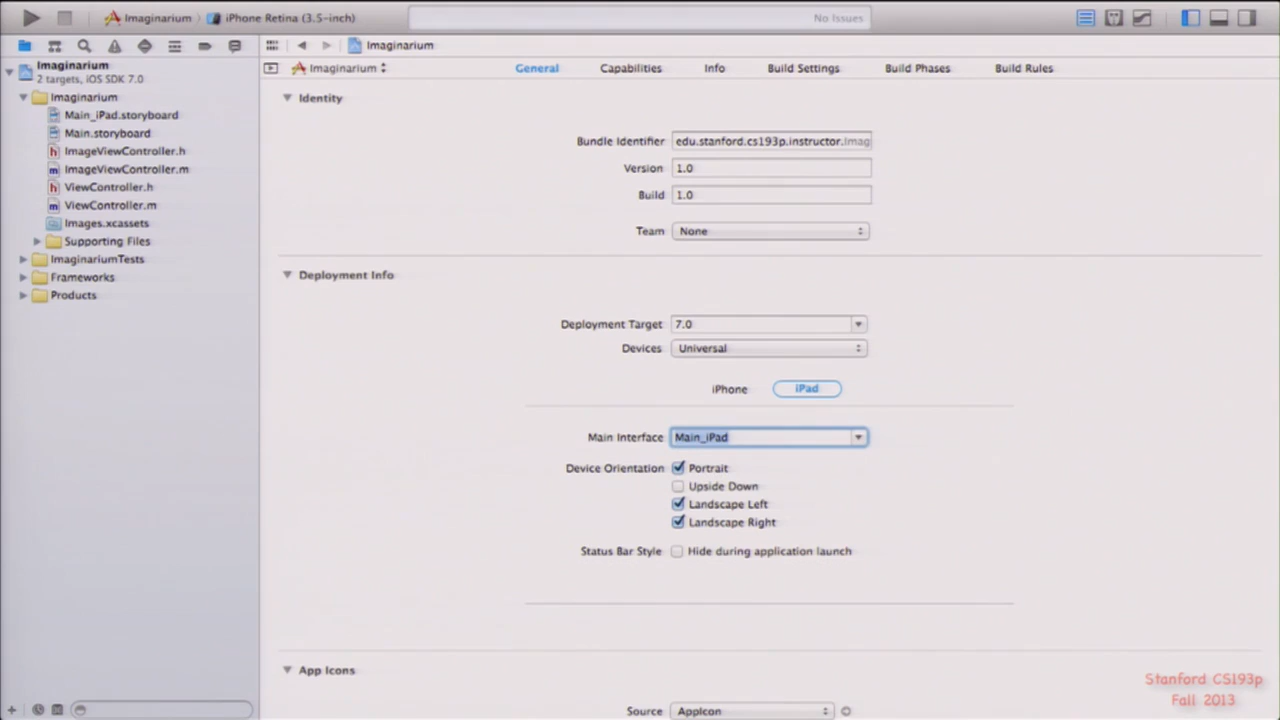 Imaginarium
iPhone Retina (3.5-inch)
No Issues
Imaginarium
2 targets, iOS SDK 7.0
Imaginarium
Main_iPad.storyboard
Main.storyboard
ImageViewController.h
ImageViewController.m
ViewController.h
ViewController.m
Images.xcassets
Supporting Files
ImaginariumTests
Frameworks
Products
Imaginarium
Imaginarium
General
Capabilities
Info
Build Settings
Build Phases
Build Rules
Identity
Bundle Identifier
edu.stanford.cs193p.instructor.Imag
Version
1.0
Build
1.0
Team
None
Deployment Info
Deployment Target
7.0
Devices
Universal
iPhone
iPad
Main Interface
Main_iPad
Device Orientation
Portrait
Upside Down
Landscape Left
Landscape Right
Status Bar Style
Hide during application launch
App Icons
Source
AppIcon
Stanford CS193p
Fall 2013